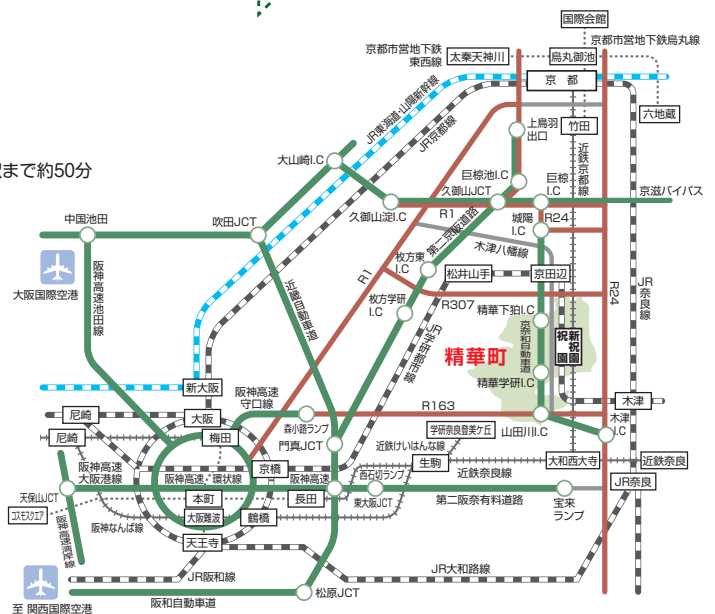 国際会館
京都市営地下鉄烏丸線
京都市営地下鉄
東西線
太秦天神川
烏丸御池
京都
六地蔵
竹田
上鳥羽
出口
JR東海道・山陽新幹線
JR京都線
近鉄京都線
まで約50分
大山崎I.C
巨椋池I.C
巨椋
I.C
久御山JCT
京滋バイパス
久御山淀I.C
R1
城陽
I.C
R24
中国池田
吹田JCT
第二京阪道路
木津八幡線
枚方東
I.C
松井山手
京田辺
大阪国際空港
阪神高速池田線
近畿自動車道
R1
R307
R24
JR奈良線
枚方学研
I.C
精華下狛I.C
京奈和自動車道
新祝園
祝園
JR学研都市線
精華町
精華学研I.C
新大阪
阪神高速
守口線
木津
尼崎
大阪
森小路ランプ
R163
山田川I.C
木津
I.C
尼崎
梅田
門真JCT
学研奈良登美ケ丘
近鉄けいはんな線
生駒
大和西大寺
近鉄奈良
阪神高速
大阪港線
京橋
阪神高速・環状線
阪神高速
西石切ランプ
近鉄奈良線
JR奈良
天保山JCT
本町
長田
東大阪JCT
第二阪奈有料道路
宝来
ランプ
コスモスクエア
阪神高速湾岸線
阪神なんば線
大阪難波
鶴橋
天王寺
JR阪和線
JR大和路線
至 関西国際空港
阪和自動車道
松原JCT